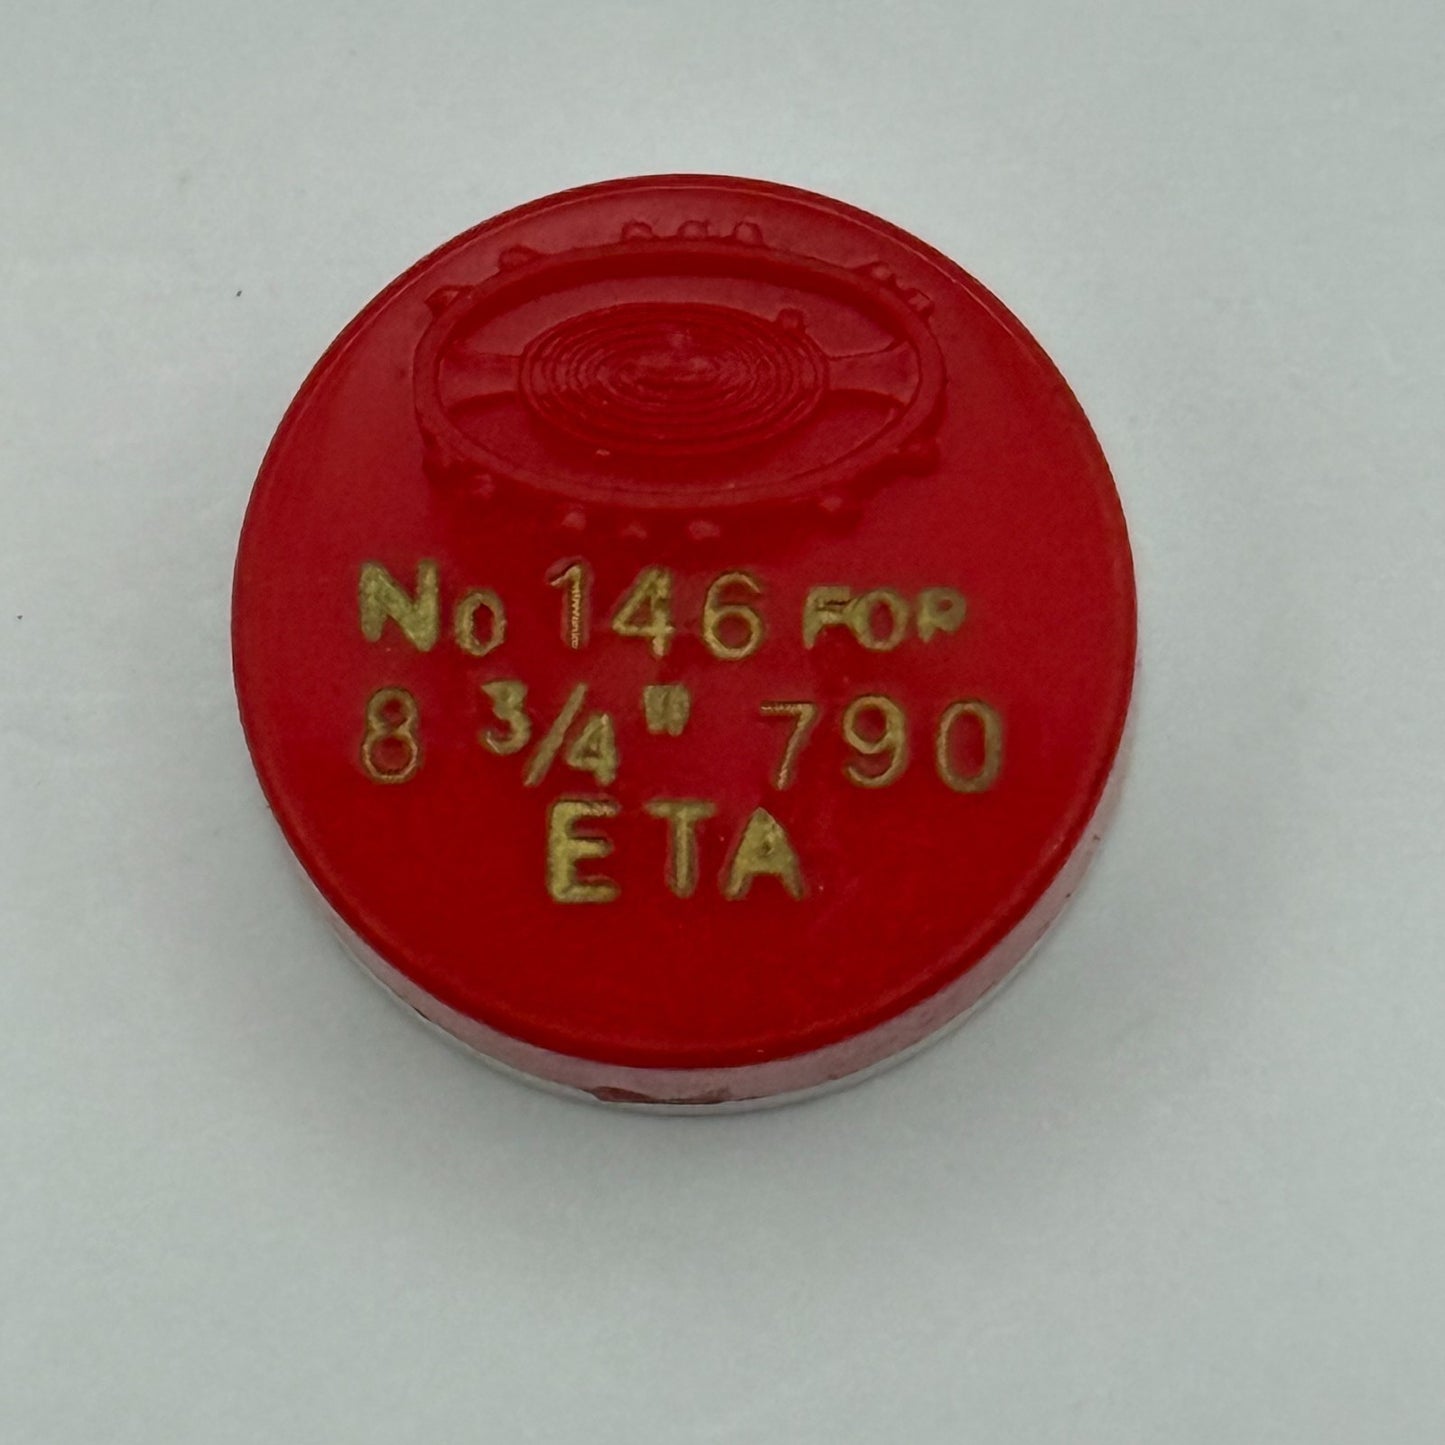 No 146 FOR
8 3/4" 790
ETA